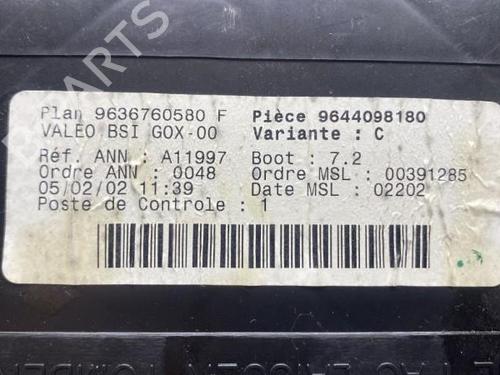 PARTS
Plan 9636760580 F Pièce 9644098180
VALEO BSI GOX-00 Variante : C
Réf. ANN : A11997 Boot : 7.2
Ordre ANN : 0048 Ordre MSL : 00391285
05/02/02 11:39 Date MSL : 02202
Poste de Controle : 1